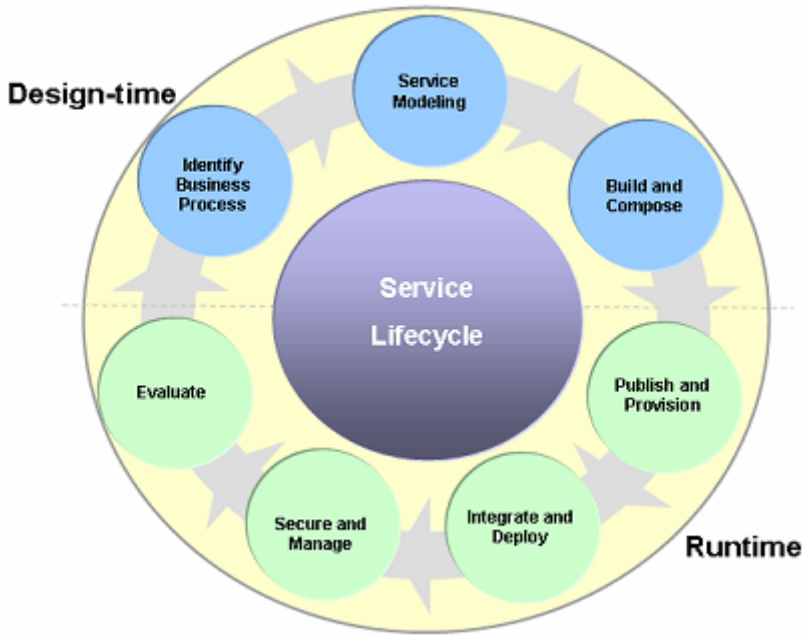 Design-time
Service
Modeling
Identify
Business
Process
Build and
Compose
Service
Lifecycle
Evaluate
Publish and
Provision
Secure and
Manage
Integrate and
Deploy
Runtime